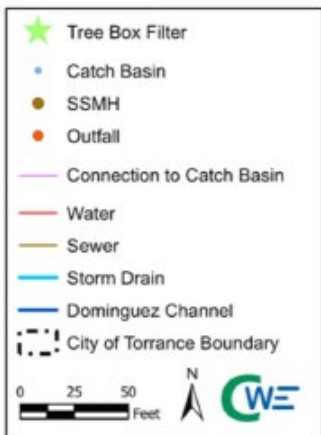 Tree Box Filter
Catch Basin
SSMH
Outfall
Connection to Catch Basin
Water
Sewer
Storm Drain
Dominguez Channel
City of Torrance Boundary
N
0 25 50
Feet
CWE